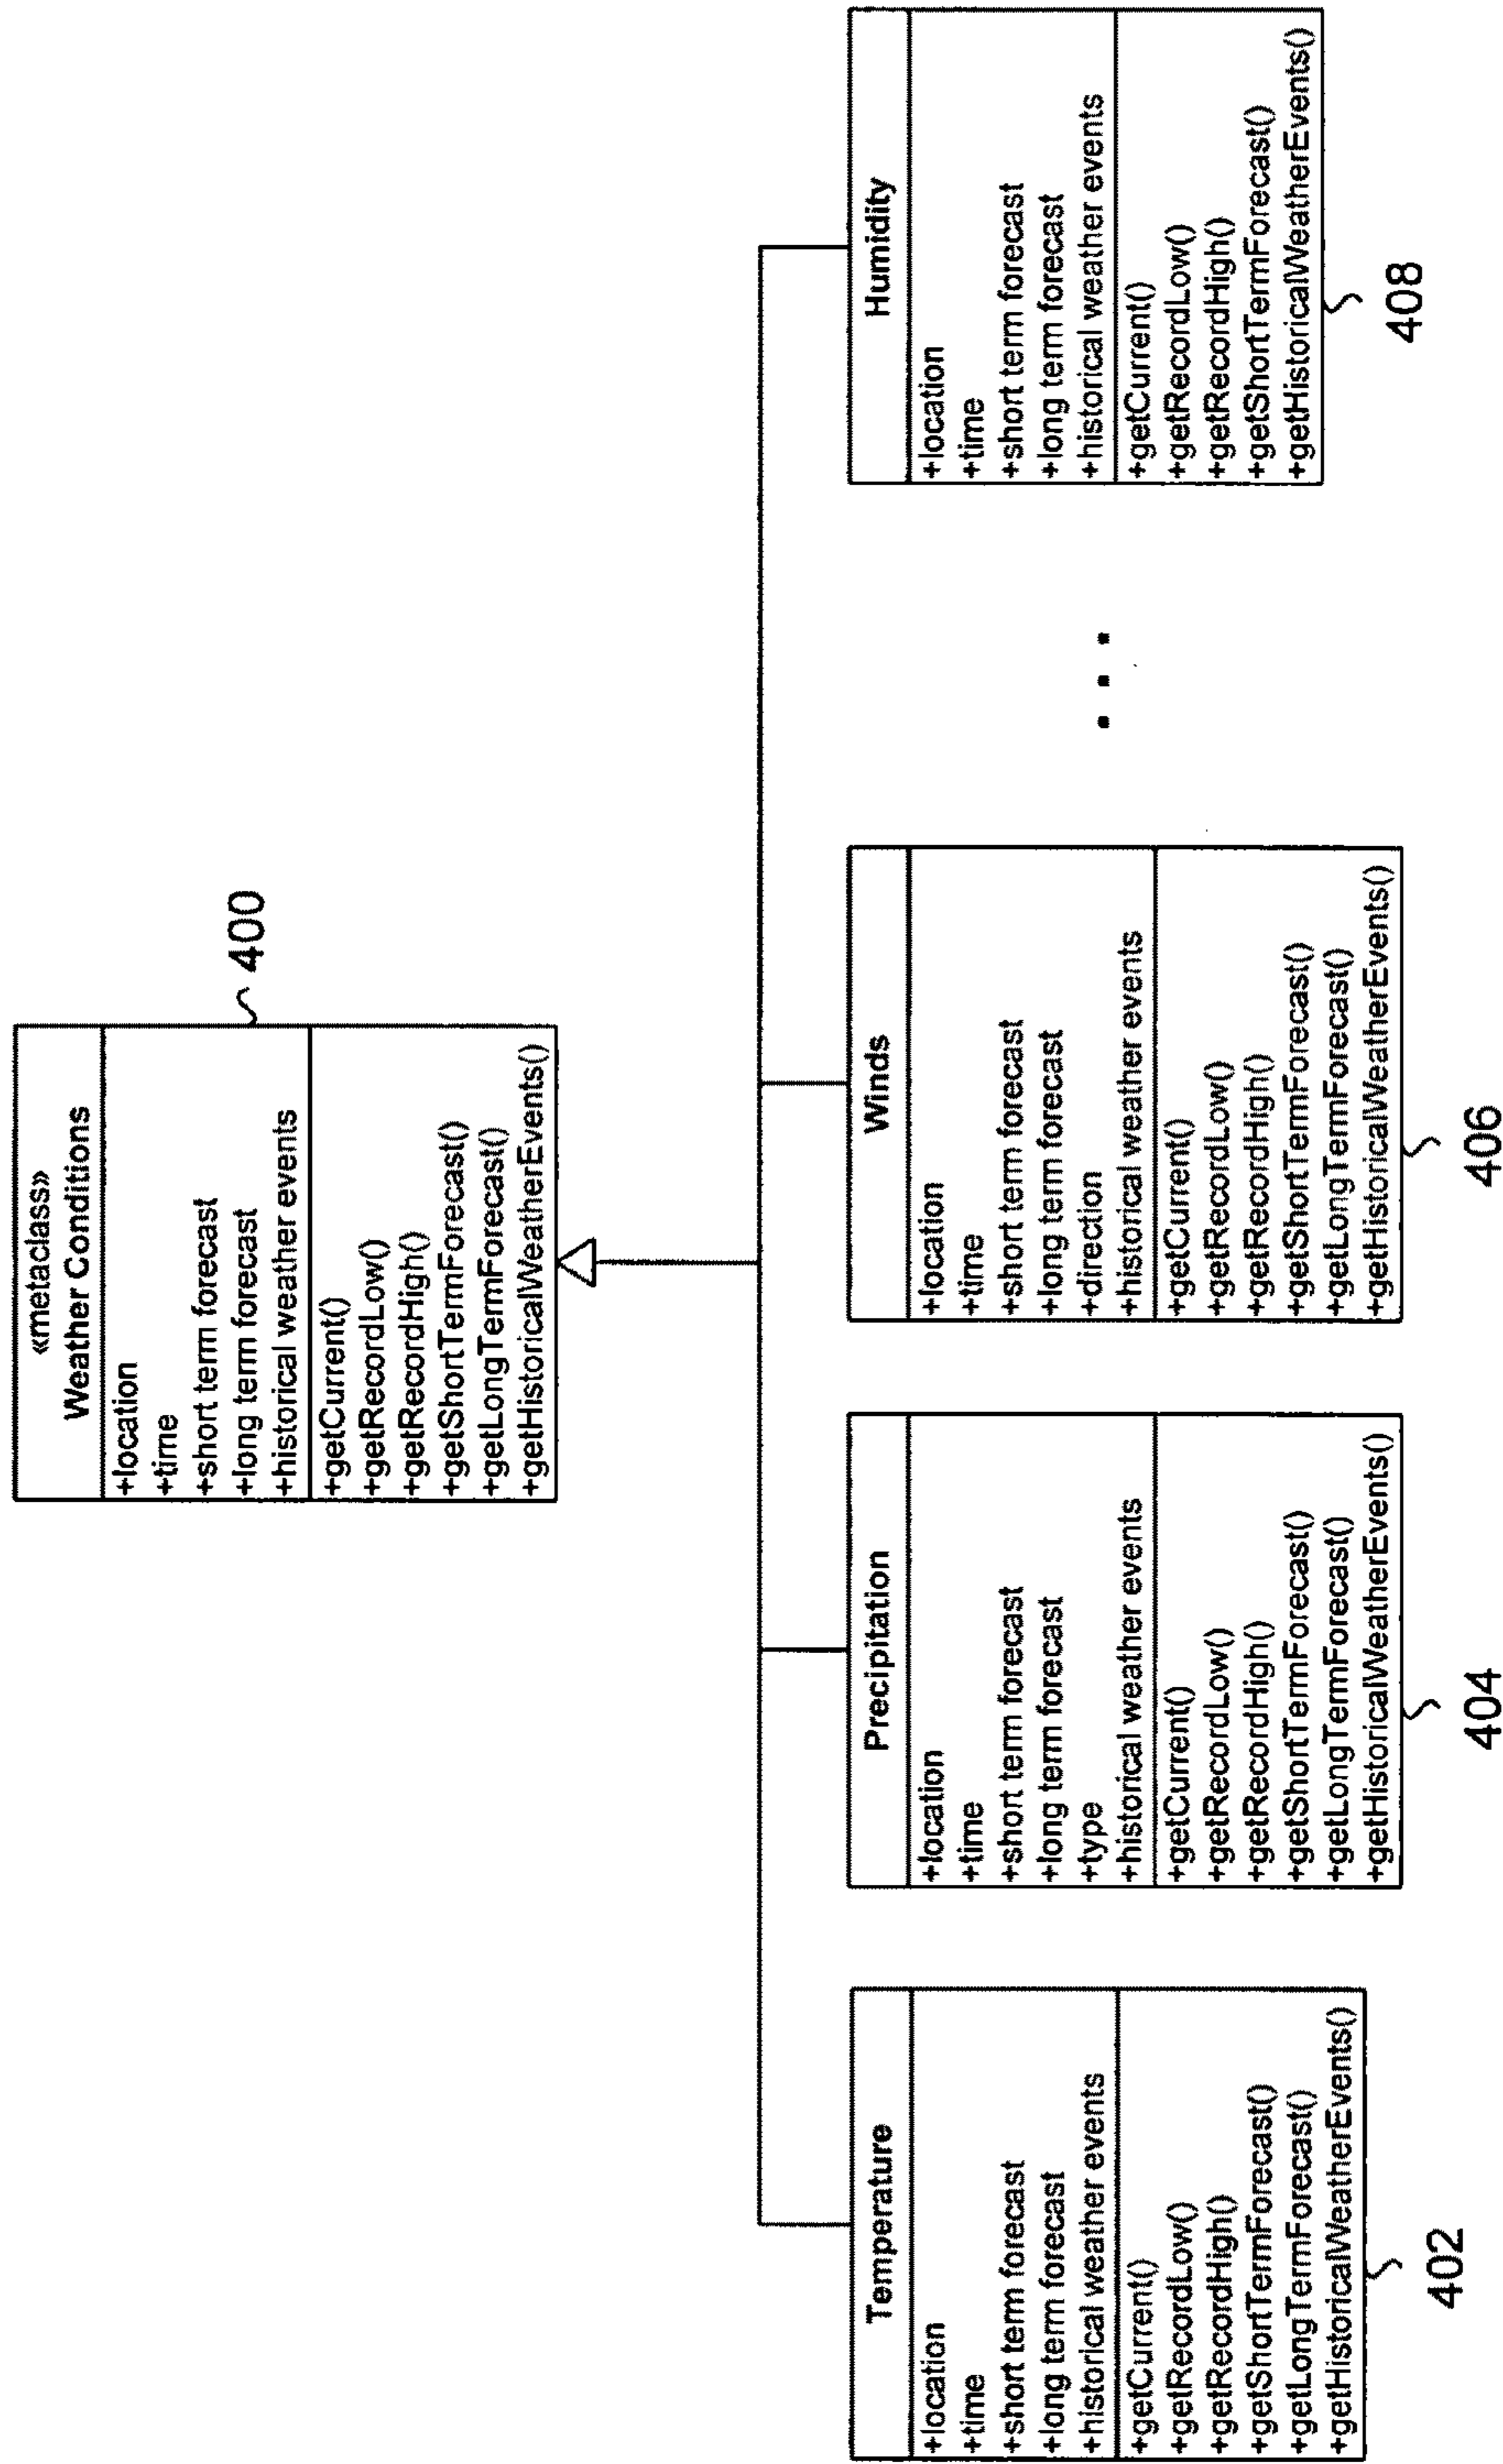 «metaclass»
Weather Conditions
+location
+time
+short term forecast
+long term forecast
+historical weather events
+getCurrent()
+getRecordLow()
+getRecordHigh()
+getShortTermForecast()
+getLongTermForecast()
+getHistoricalWeatherEvents()
400
Temperature
+location
+time
+short term forecast
+long term forecast
+historical weather events
+getCurrent()
+getRecordLow()
+getRecordHigh()
+getShortTermForecast()
+getLongTermForecast()
+getHistoricalWeatherEvents()
402
Precipitation
+location
+time
+short term forecast
+long term forecast
+type
+historical weather events
+getCurrent()
+getRecordLow()
+getRecordHigh()
+getShortTermForecast()
+getLongTermForecast()
+getHistoricalWeatherEvents()
404
Winds
+location
+time
+short term forecast
+long term forecast
+direction
+historical weather events
+getCurrent()
+getRecordLow()
+getRecordHigh()
+getShortTermForecast()
+getLongTermForecast()
+getHistoricalWeatherEvents()
406
. . .
Humidity
+location
+time
+short term forecast
+long term forecast
+historical weather events
+getCurrent()
+getRecordLow()
+getRecordHigh()
+getShortTermForecast()
+getHistoricalWeatherEvents()
408